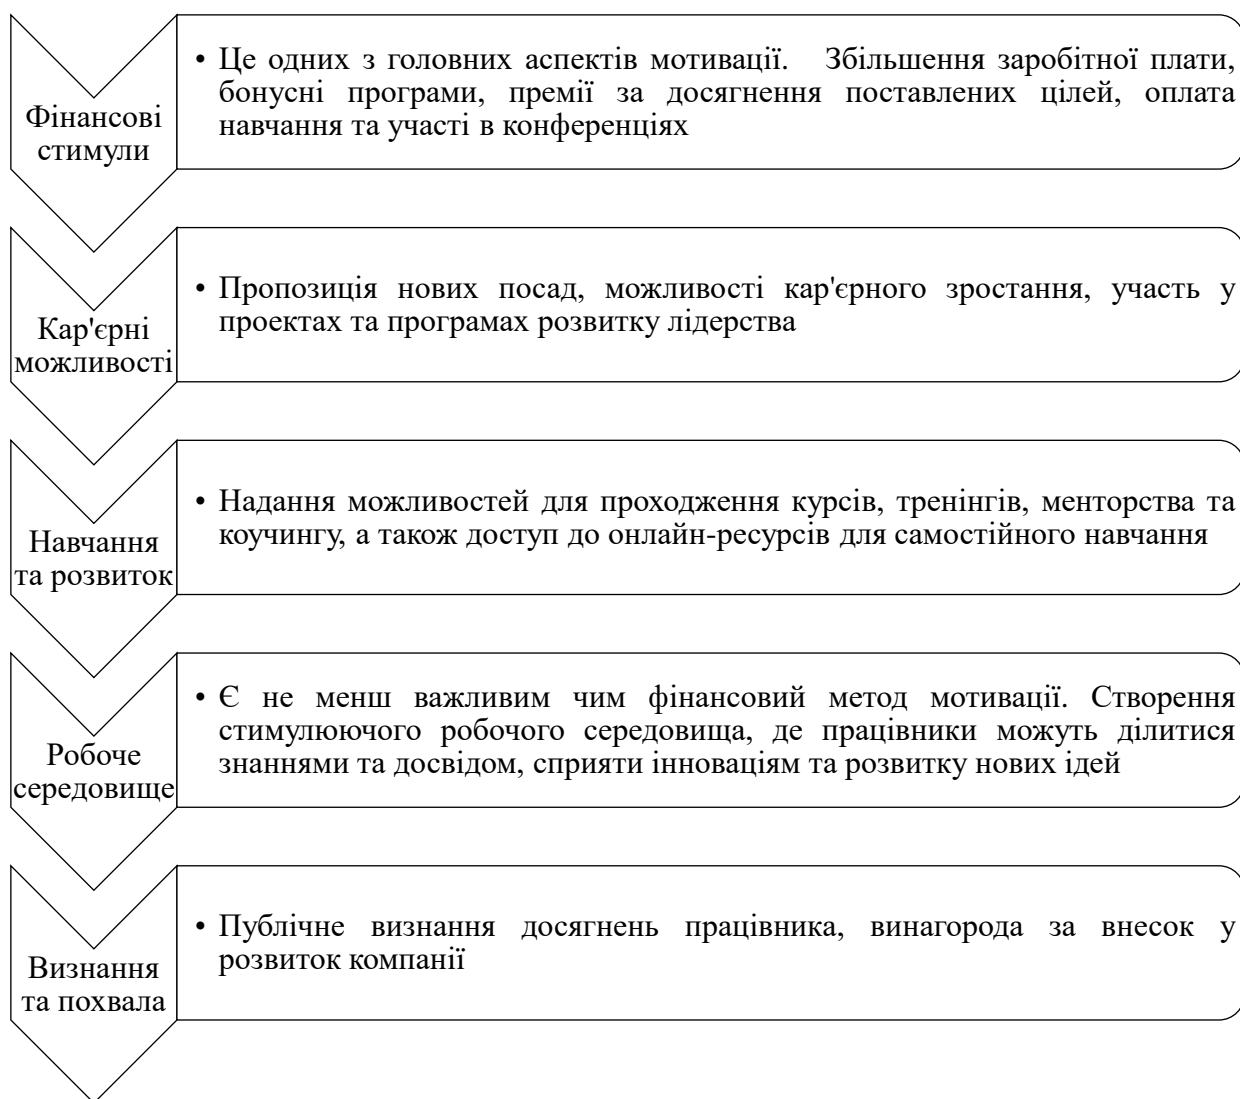 Фінансові
стимули
• Це одних з головних аспектів мотивації. Збільшення заробітної плати,
бонусні програми, премії за досягнення поставлених цілей, оплата
навчання та участі в конференціях
Кар'єрні
можливості
• Пропозиція нових посад, можливості кар'єрного зростання, участь у
проектах та програмах розвитку лідерства
Навчання
та розвиток
• Надання можливостей для проходження курсів, тренінгів, менторства та
коучингу, а також доступ до онлайн-ресурсів для самостійного навчання
Робоче
середовище
• Є не менш важливим чим фінансовий метод мотивації. Створення
стимулюючого робочого середовища, де працівники можуть ділитися
знаннями та досвідом, сприяти інноваціям та розвитку нових ідей
Визнання
та похвала
• Публічне визнання досягнень працівника, винагорода за внесок у
розвиток компанії